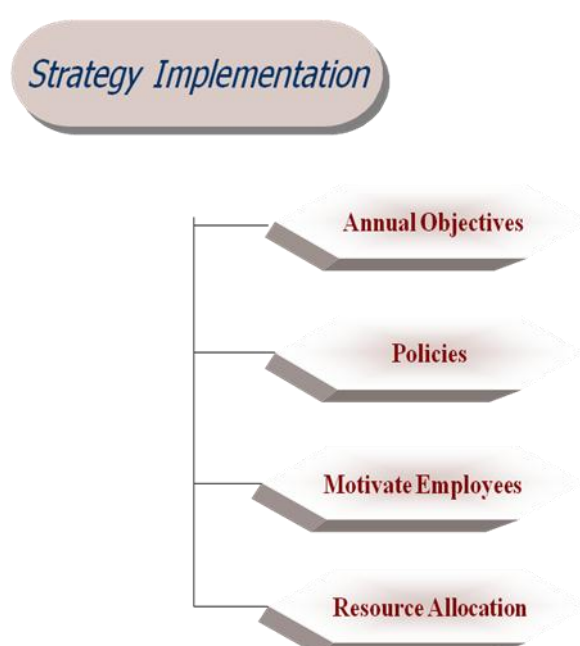 Strategy Implementation
Annual Objectives
Policies
Motivate Employees
Resource Allocation